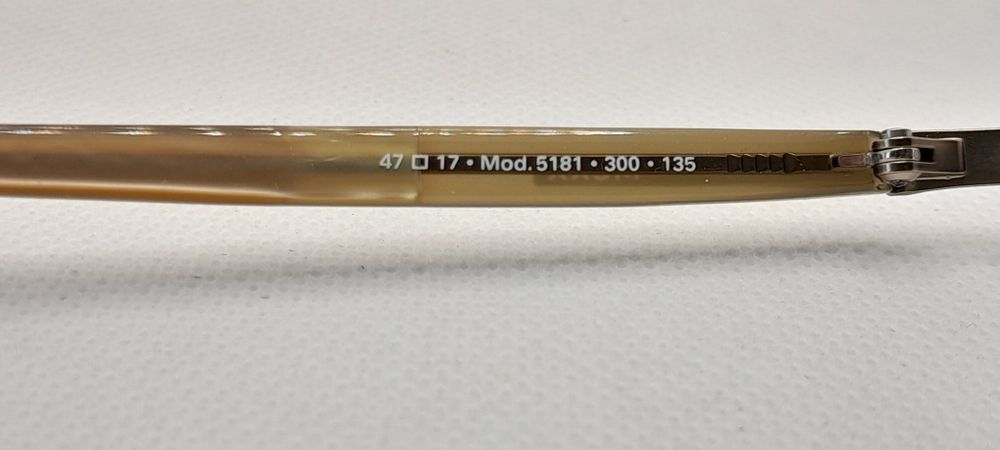 47 □ 17 • Mod. 5181 • 300 • 135